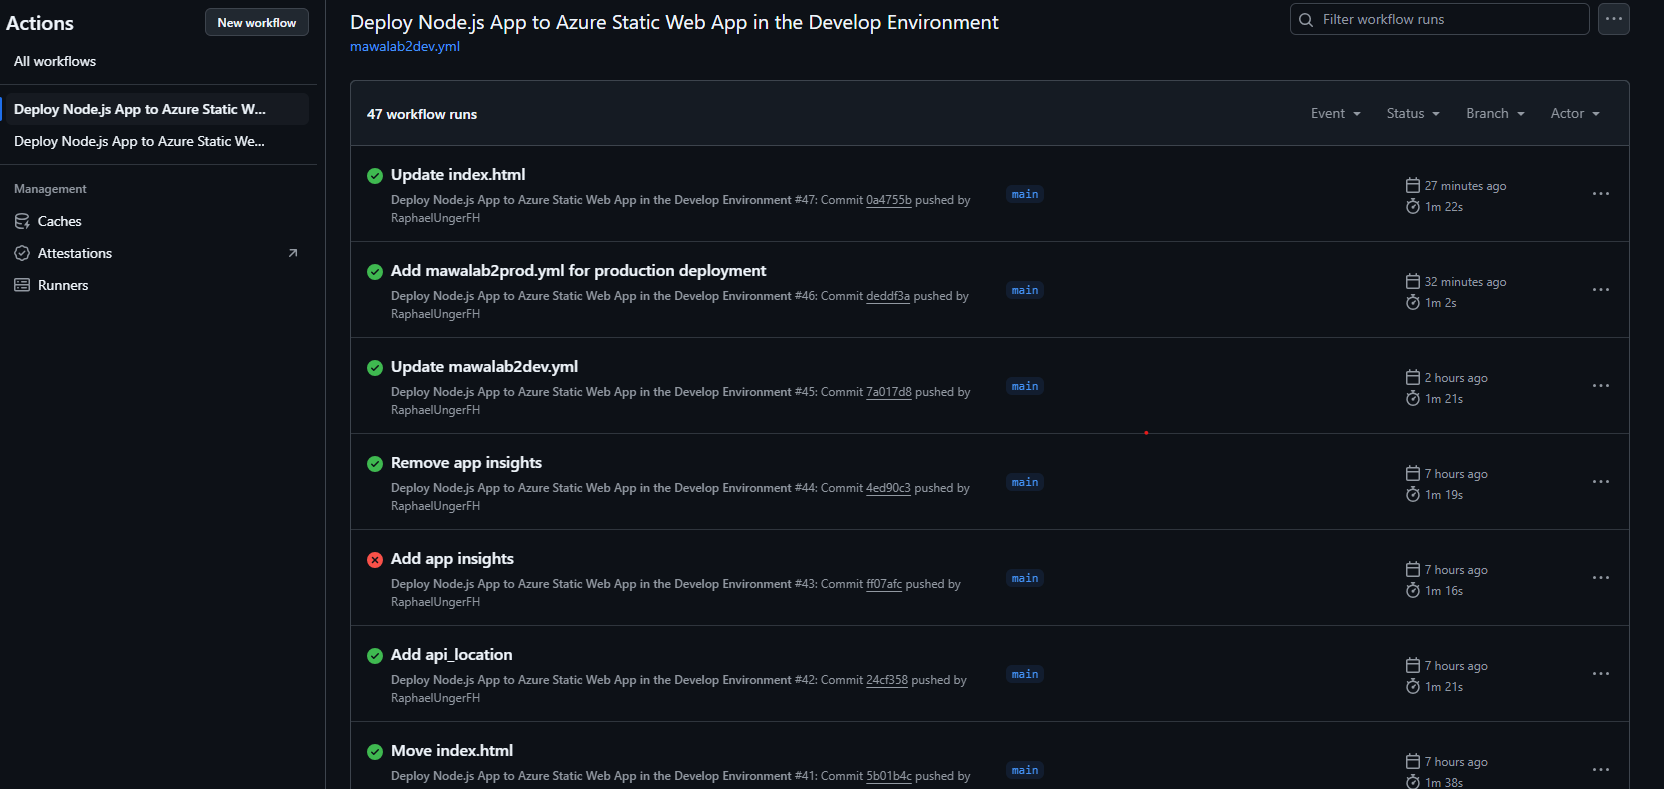 Actions
New workflow
All workflows
Deploy Node.js App to Azure Static W...
Deploy Node.js App to Azure Static We...
Management
Caches
Attestations
Runners
Deploy Node.js App to Azure Static Web App in the Develop Environment
mawalab2dev.yml
Filter workflow runs
47 workflow runs
Event
Status
Branch
Actor
Update index.html
Deploy Node.js App to Azure Static Web App in the Develop Environment #47: Commit 0a4755b pushed by
RaphaelUngerFH
main
27 minutes ago
1m 22s
Add mawalab2prod.yml for production deployment
Deploy Node.js App to Azure Static Web App in the Develop Environment #46: Commit deddf3a pushed by
RaphaelUngerFH
main
32 minutes ago
1m 2s
Update mawalab2dev.yml
Deploy Node.js App to Azure Static Web App in the Develop Environment #45: Commit 7a017d8 pushed by
RaphaelUngerFH
main
2 hours ago
1m 21s
Remove app insights
Deploy Node.js App to Azure Static Web App in the Develop Environment #44: Commit 4ed90c3 pushed by
RaphaelUngerFH
main
7 hours ago
1m 19s
Add app insights
Deploy Node.js App to Azure Static Web App in the Develop Environment #43: Commit ff07afc pushed by
RaphaelUngerFH
main
7 hours ago
1m 16s
Add api_location
Deploy Node.js App to Azure Static Web App in the Develop Environment #42: Commit 24cf358 pushed by
RaphaelUngerFH
main
7 hours ago
1m 21s
Move index.html
Deploy Node.js App to Azure Static Web App in the Develop Environment #41: Commit 5b01b4c pushed by
main
7 hours ago
1m 38s